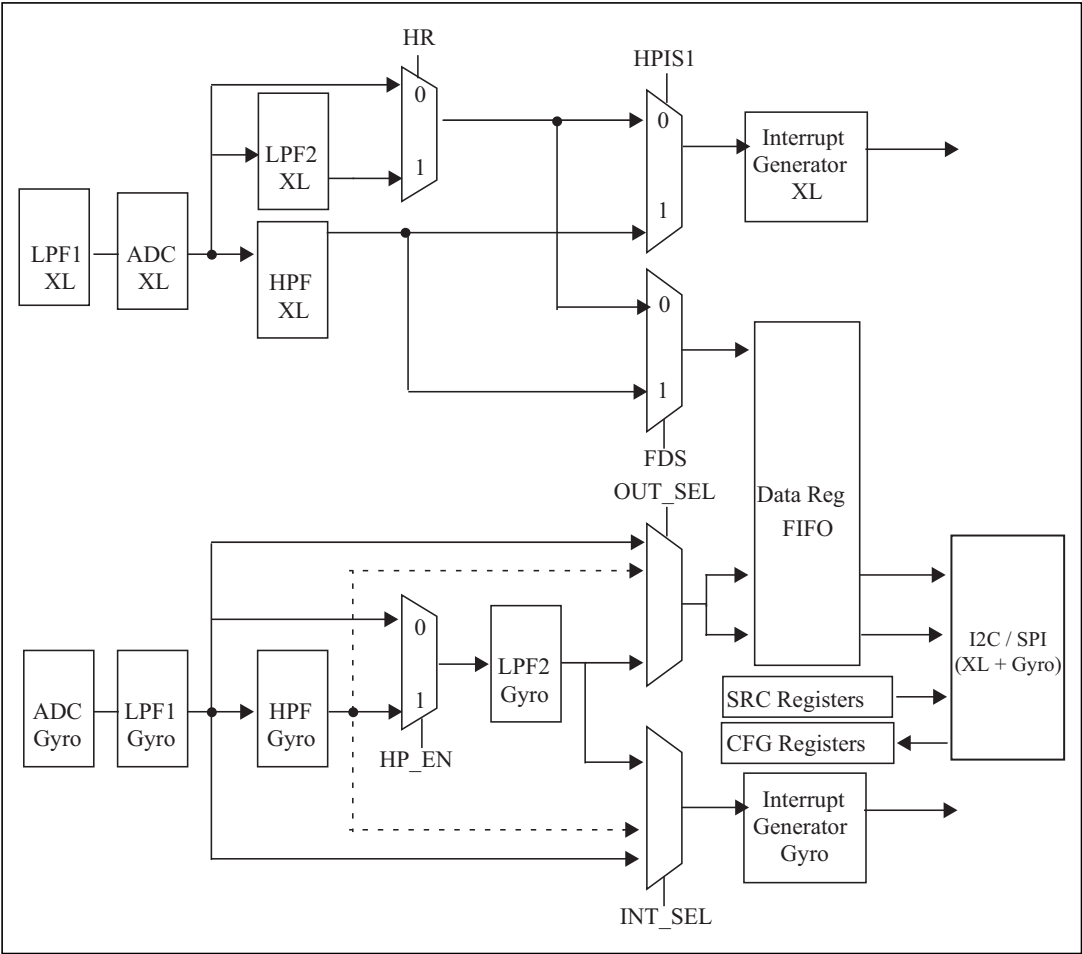 HR
HPIS1
0
1
LPF2
XL
0
1
Interrupt
Generator
XL
LPF1
XL
ADC
XL
HPF
XL
0
1
FDS
OUT_SEL
Data Reg
FIFO
ADC
Gyro
LPF1
Gyro
HPF
Gyro
0
1
HP_EN
LPF2
Gyro
I2C / SPI
(XL + Gyro)
SRC Registers
CFG Registers
Interrupt
Generator
Gyro
INT_SEL